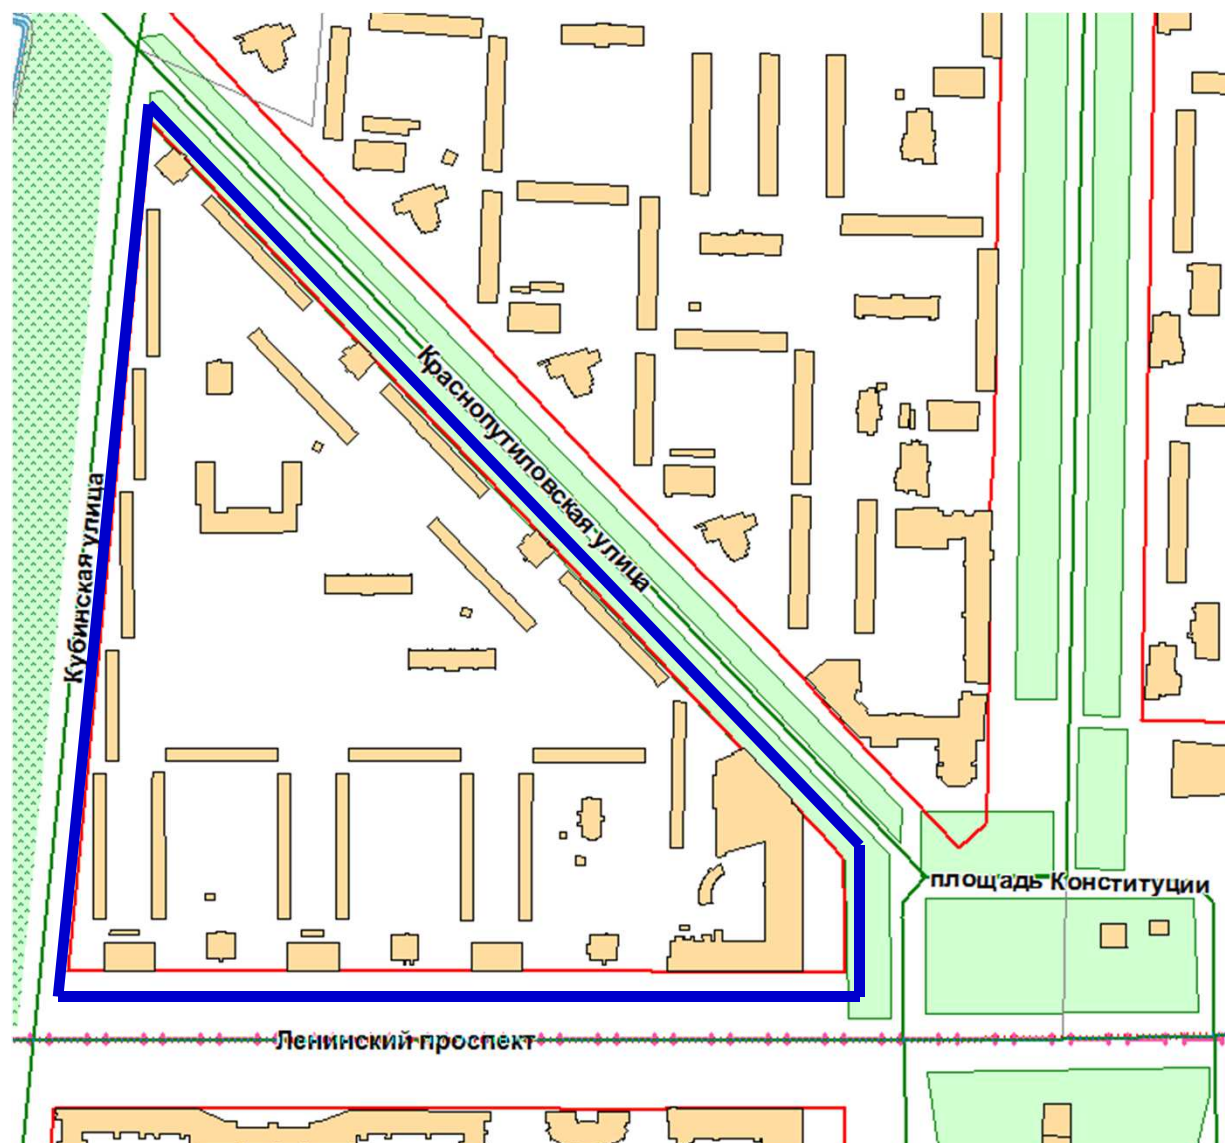 Краснопутиловская улица
Кубинская улица
площадь Конституции
Ленинский проспект